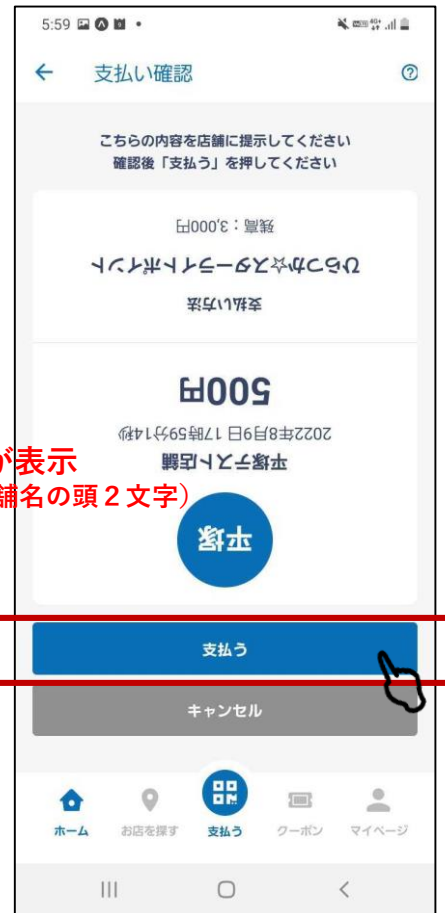 5:59
4G+
支払い確認
こちらの内容を店舗に提示してください
確認後「支払う」を押してください
平塚
平塚テスト店舗
2022年8月9日 17時59分14秒
500円
支払い方法
ひらつか☆スターライトポイント
残高：3,000円
が表示
舗名の頭２文字）
支払う
キャンセル
ホーム
お店を探す
支払う
クーポン
マイページ